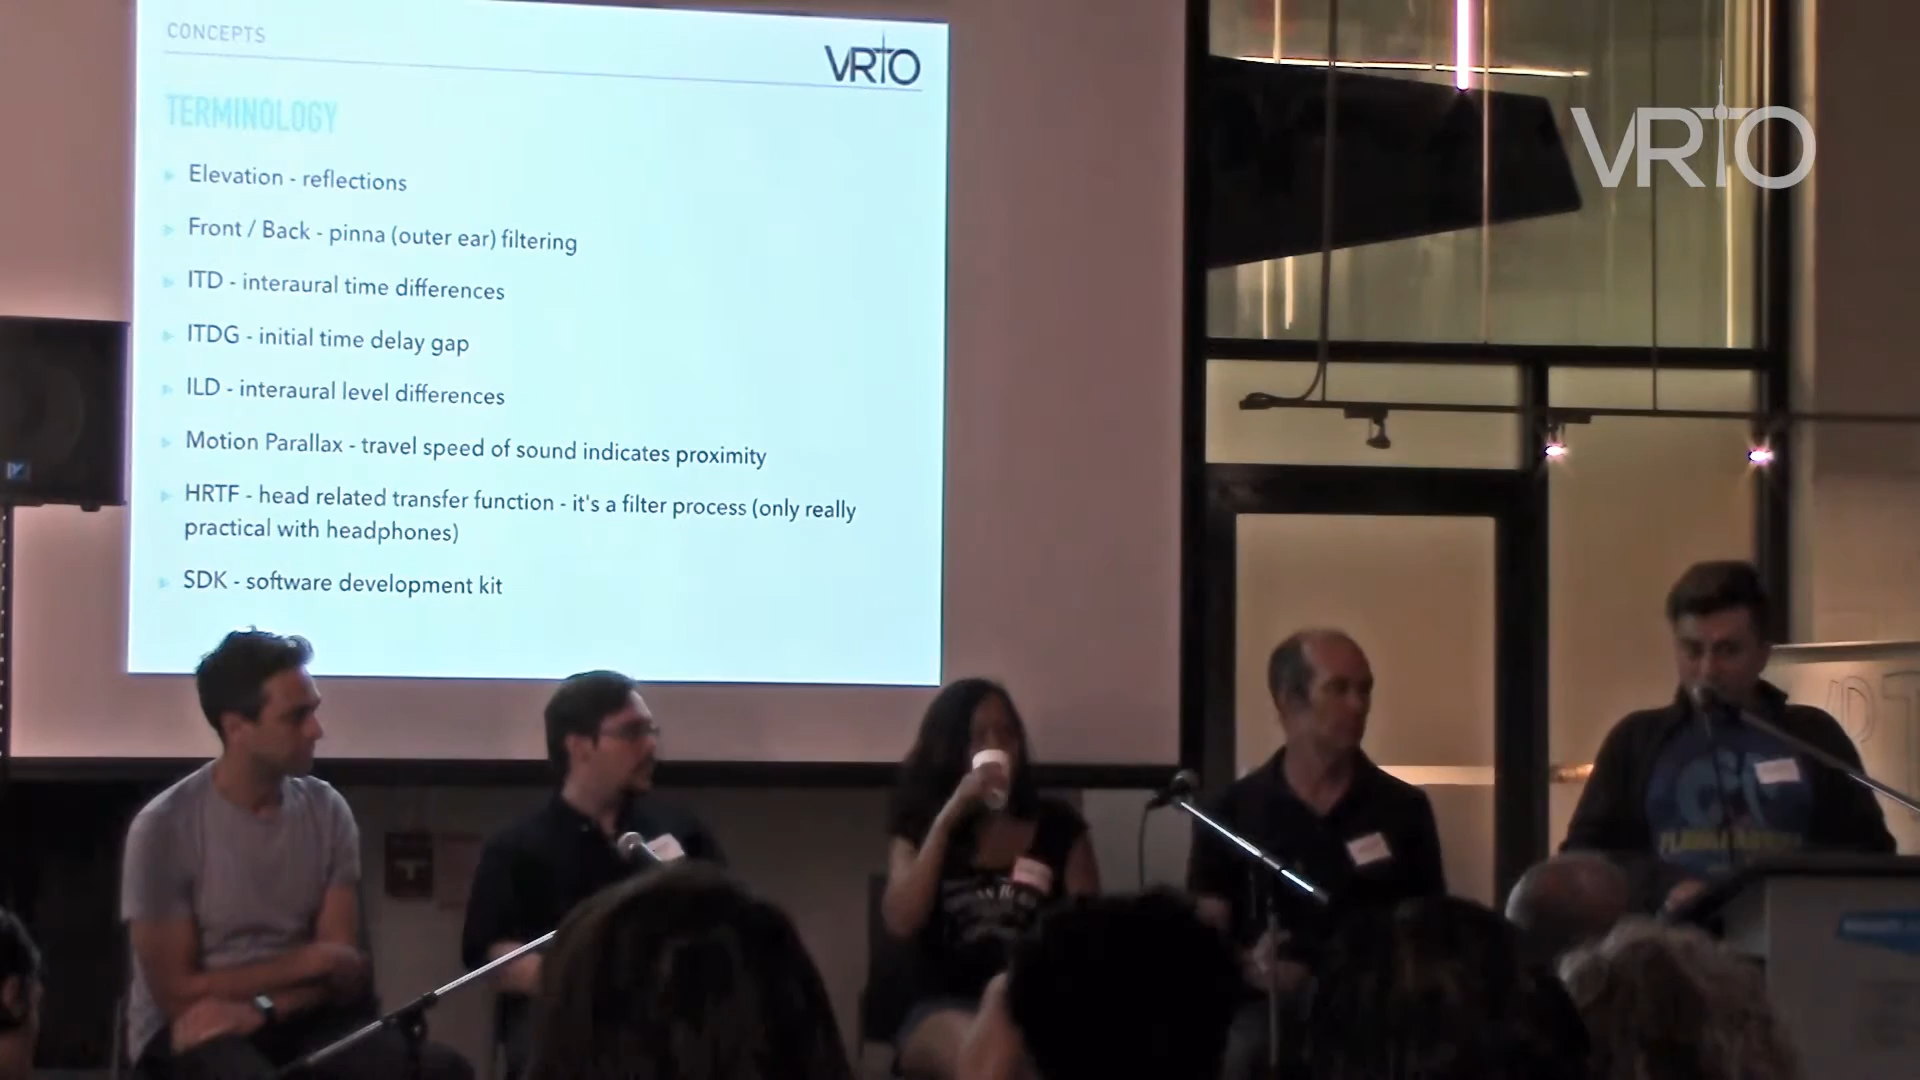 CONCEPTS
VRTO
TERMINOLOGY
Elevation - reflections
Front / Back - pinna (outer ear) filtering
ITD - interaural time differences
ITDG - initial time delay gap
ILD - interaural level differences
Motion Parallax - travel speed of sound indicates proximity
HRTF - head related transfer function - it's a filter process (only really
practical with headphones)
SDK - software development kit
VRTO